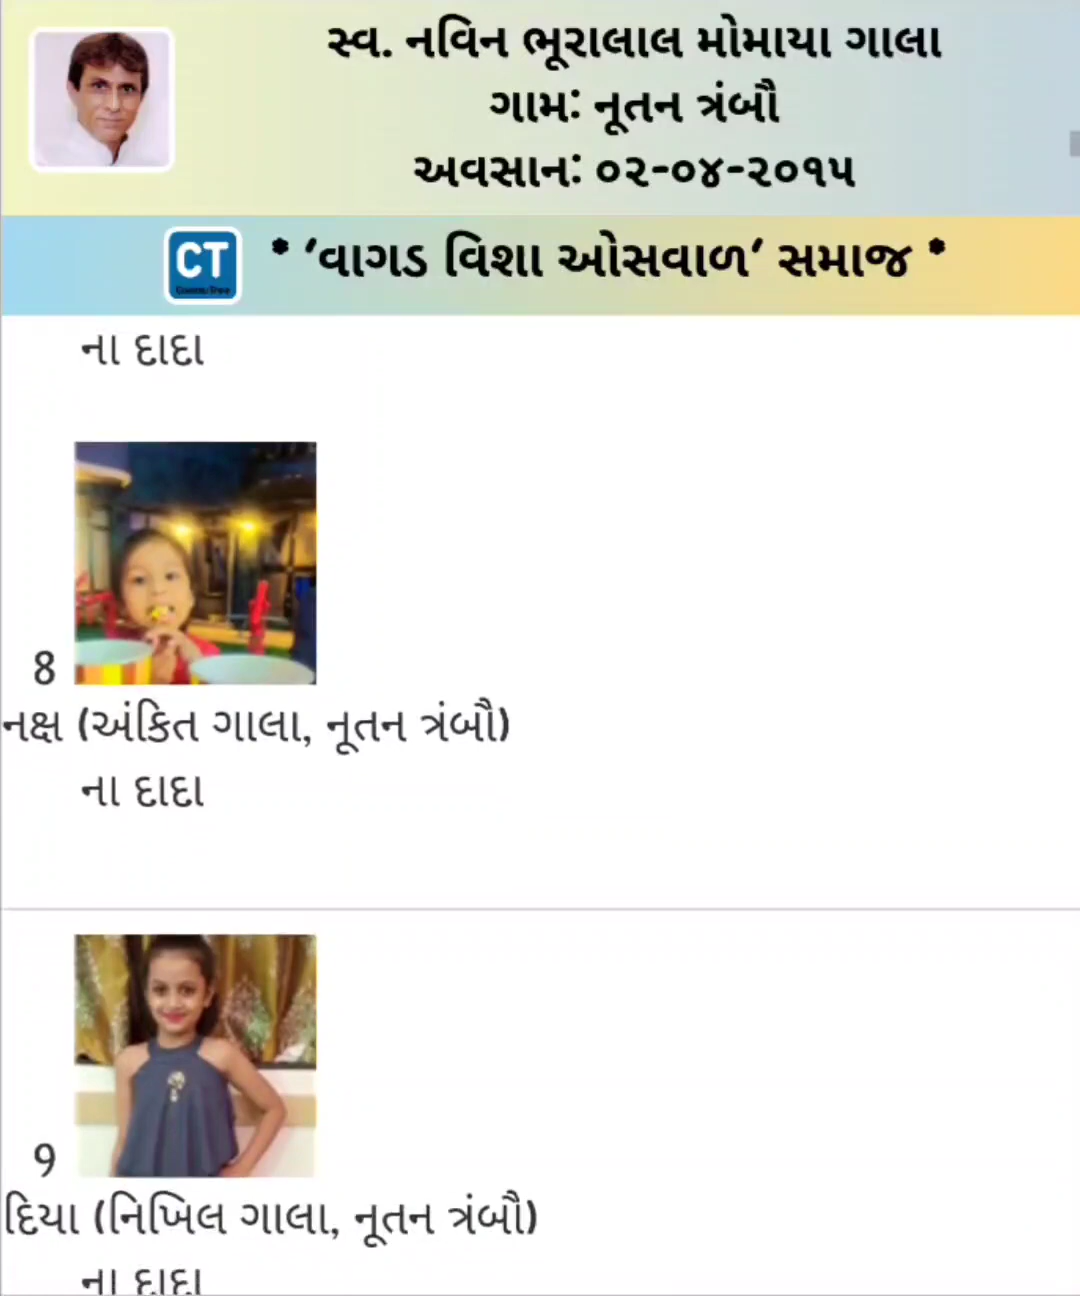 સ્વ. નવિન ભૂરાલાલ મોમાયા ગાલા
ગામ: નૂતન ત્રંબૌ
અવસાન: ૦૨-૦૪-૨૦૧૫
CT
* ‘વાગડ વિશા ઓસવાળ’ સમાજ *
ના દાદા
8
નક્ષ (અંકિત ગાલા, નૂતન ત્રંબૌ)
ના દાદા
9
દિયા (નિખિલ ગાલા, નૂતન ત્રંબૌ)
ના દાદા